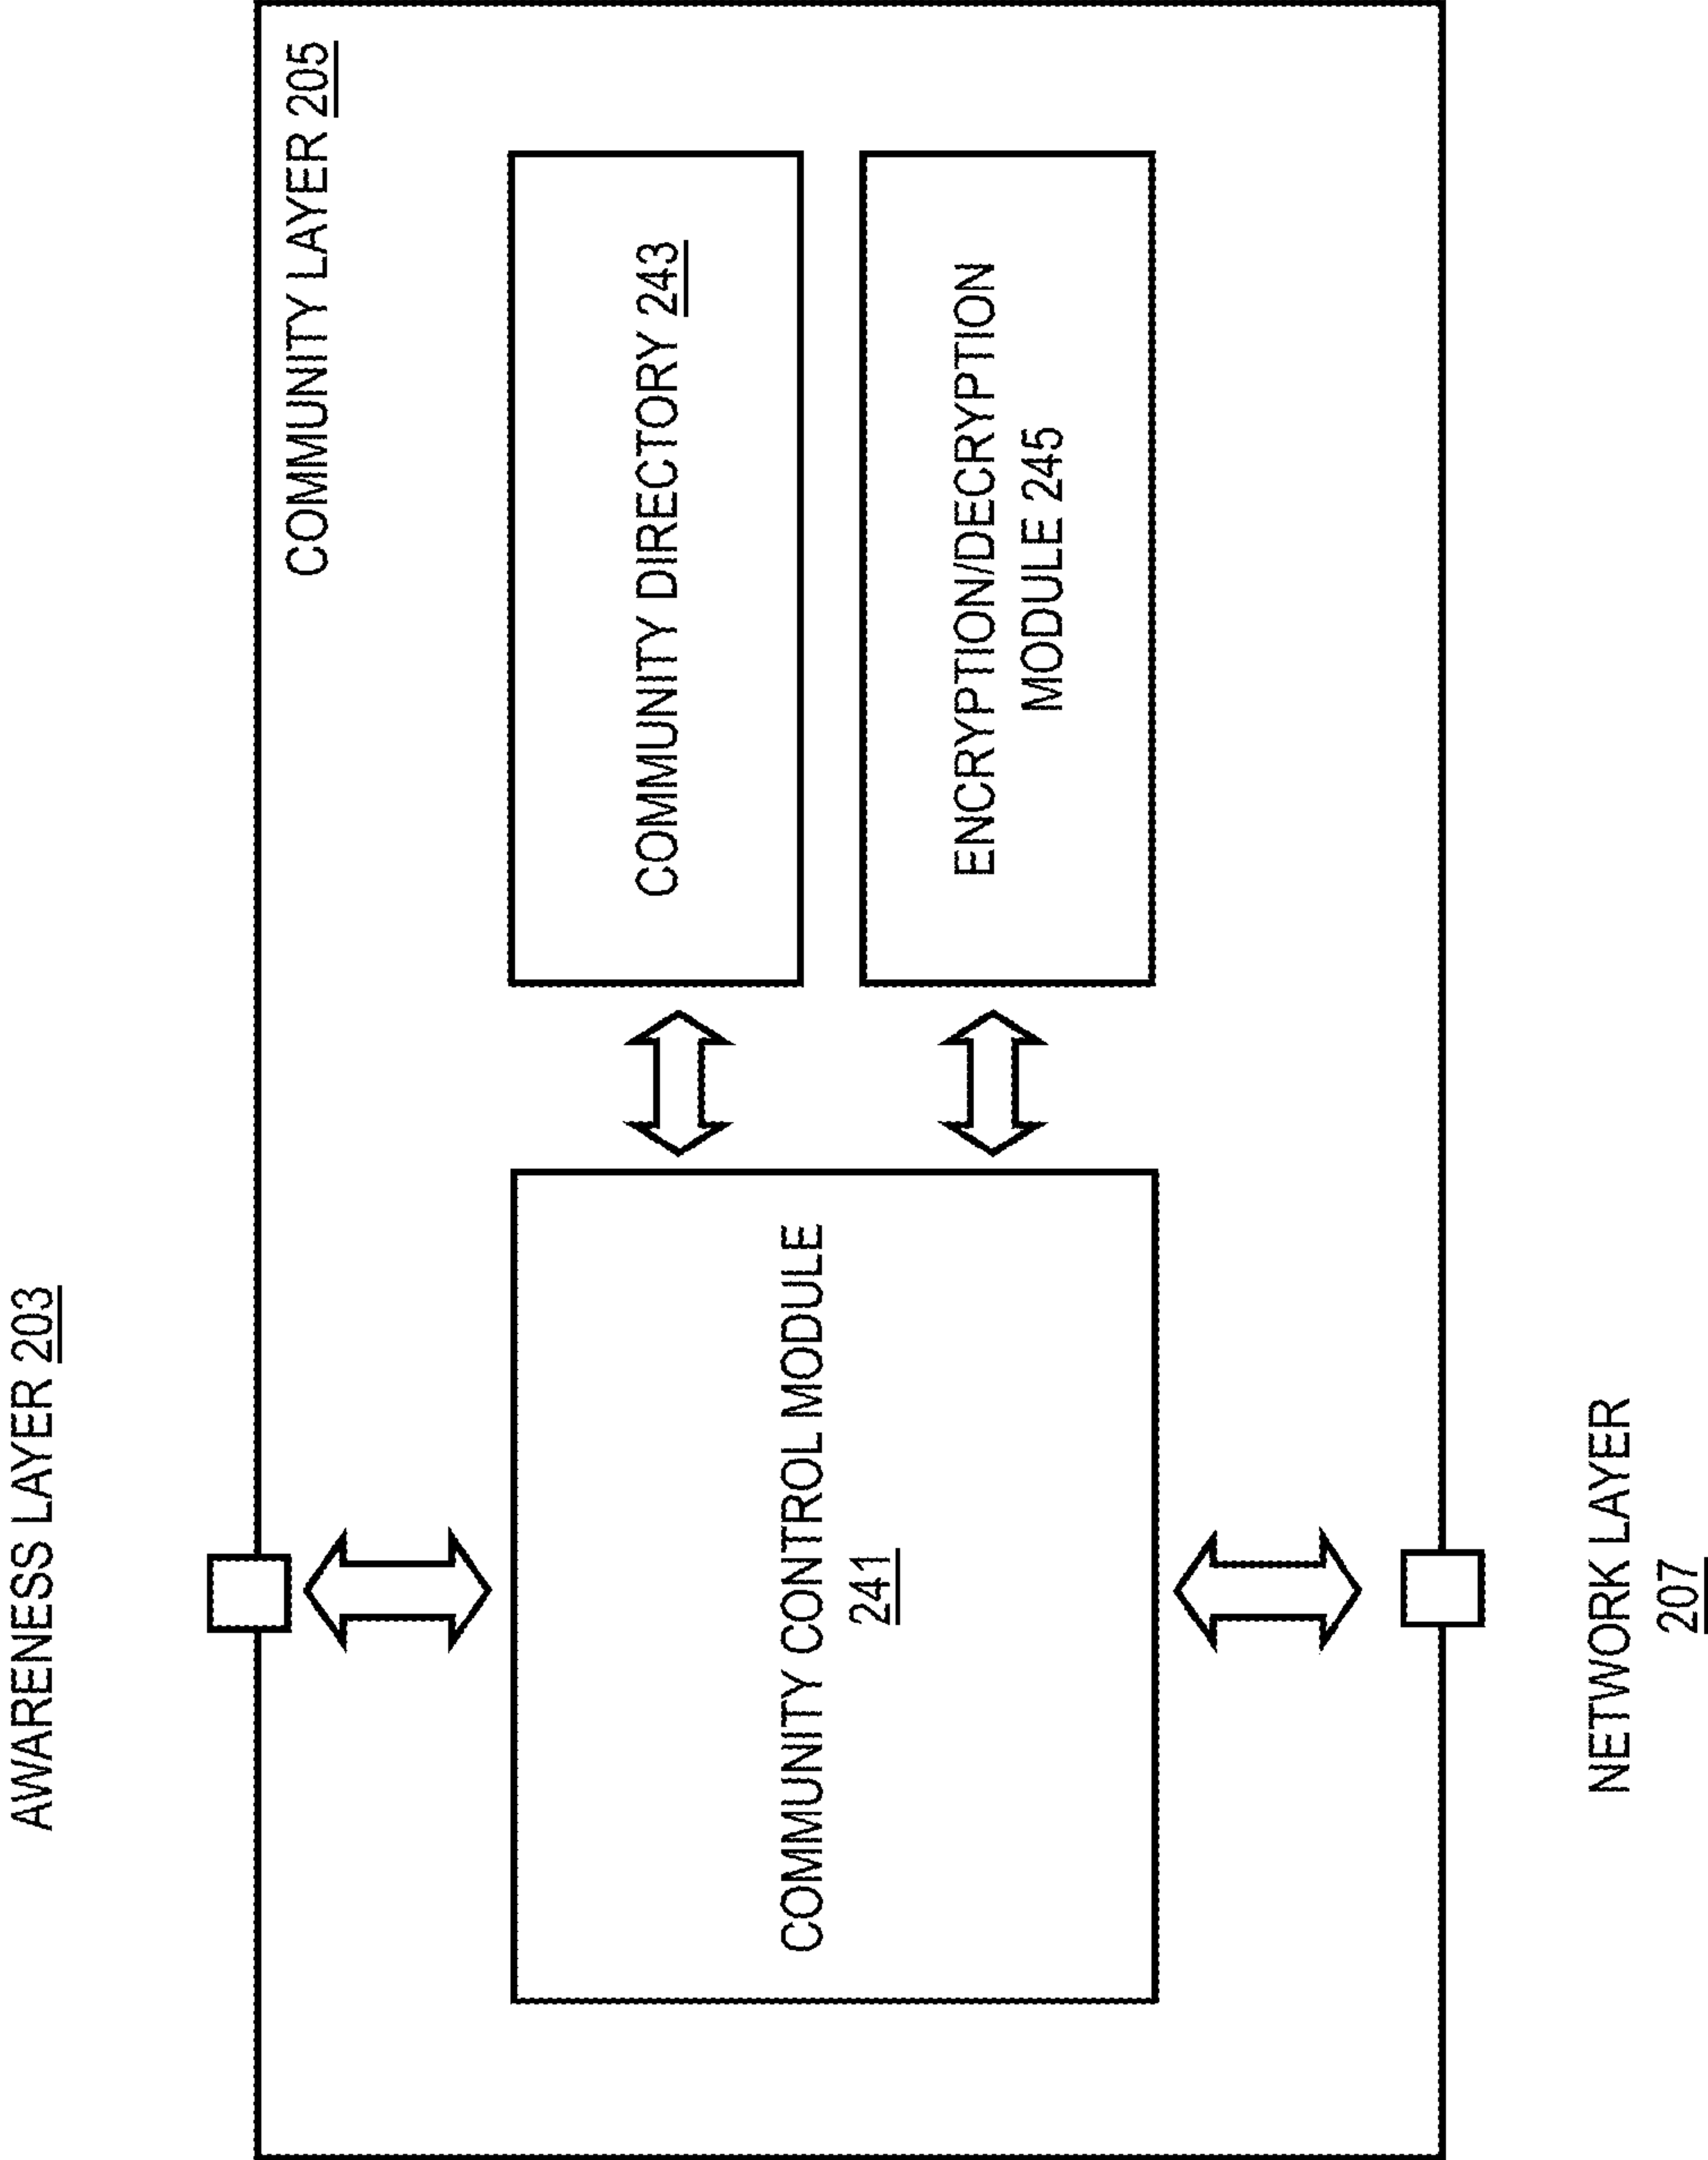 AWARENESS LAYER 203
COMMUNITY LAYER 205
COMMUNITY CONTROL MODULE
241
COMMUNITY DIRECTORY 243
ENCRYPTION/DECRYPTION
MODULE 245
NETWORK LAYER
207